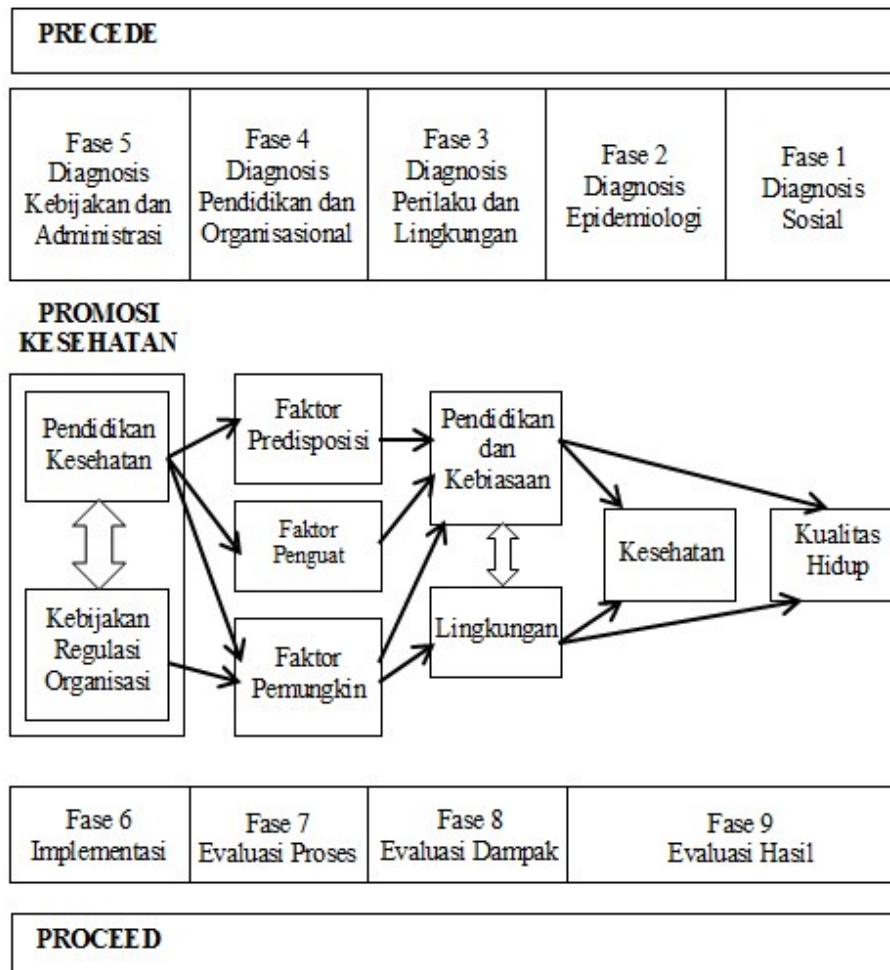 PRECEDE
Fase 5
Diagnosis
Kebijakan dan
Administrasi
Fase 4
Diagnosis
Pendidikan dan
Organisasional
Fase 3
Diagnosis
Perilaku dan
Lingkungan
Fase 2
Diagnosis
Epidemiologi
Fase 1
Diagnosis
Sosial
PROMOSI
KESEHATAN
Pendidikan
Kesehatan
Kebijakan
Regulasi
Organisasi
Faktor
Predisposisi
Faktor
Penguat
Faktor
Pemungkin
Pendidikan
dan
Kebiasaan
Lingkungan
Kesehatan
Kualitas
Hidup
Fase 6
Implementasi
Fase 7
Evaluasi Proses
Fase 8
Evaluasi Dampak
Fase 9
Evaluasi Hasil
PROCEED